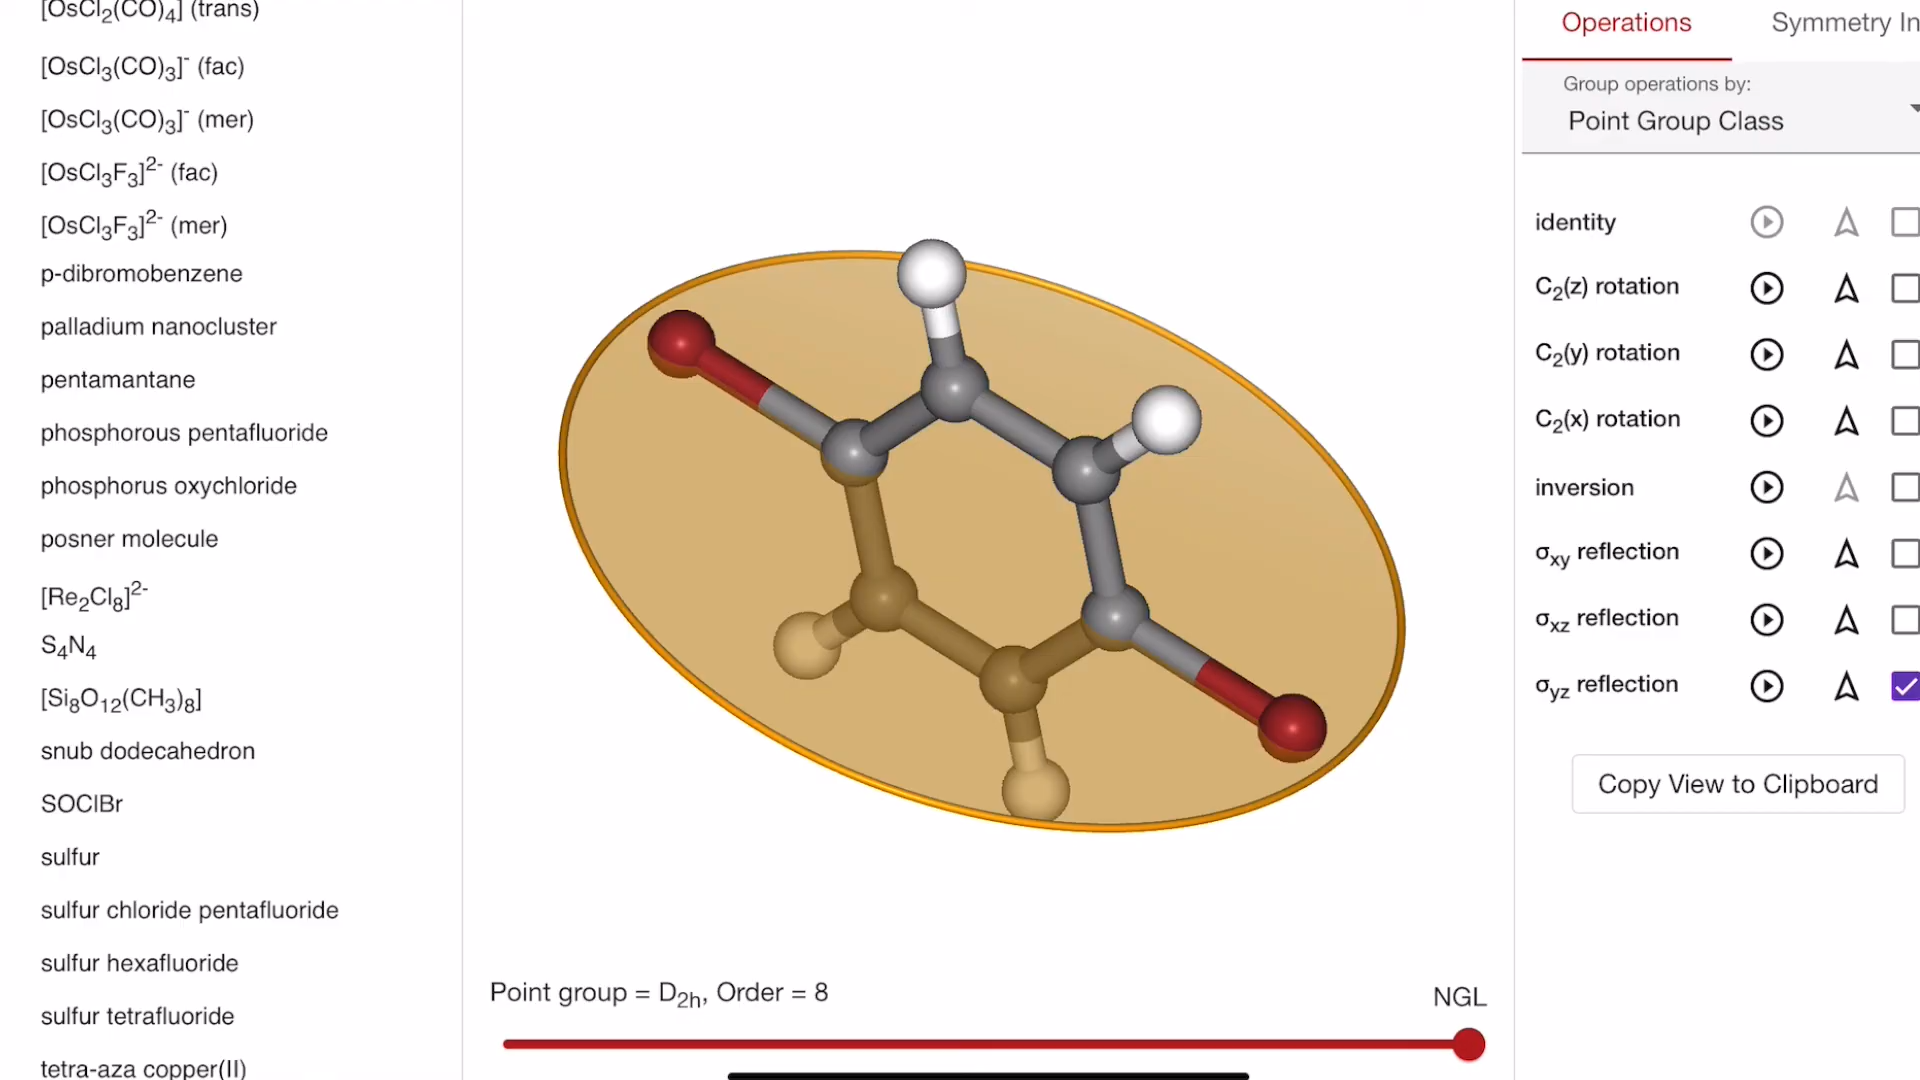 [OsCl₂(CO)₄] (trans)
[OsCl₃(CO)₃]⁻ (fac)
[OsCl₃(CO)₃]⁻ (mer)
[OsCl₃F₃]²⁻ (fac)
[OsCl₃F₃]²⁻ (mer)
p-dibromobenzene
palladium nanocluster
pentamantane
phosphorous pentafluoride
phosphorus oxychloride
posner molecule
[Re₂Cl₈]²⁻
S₄N₄
[Si₈O₁₂(CH₃)₈]
snub dodecahedron
SOClBr
sulfur
sulfur chloride pentafluoride
sulfur hexafluoride
sulfur tetrafluoride
tetra-aza copper(II)
Point group = D₂ₕ, Order = 8
NGL
Operations
Symmetry In
Group operations by:
Point Group Class
identity
C₂(z) rotation
C₂(y) rotation
C₂(x) rotation
inversion
σxy reflection
σxz reflection
σyz reflection
Copy View to Clipboard